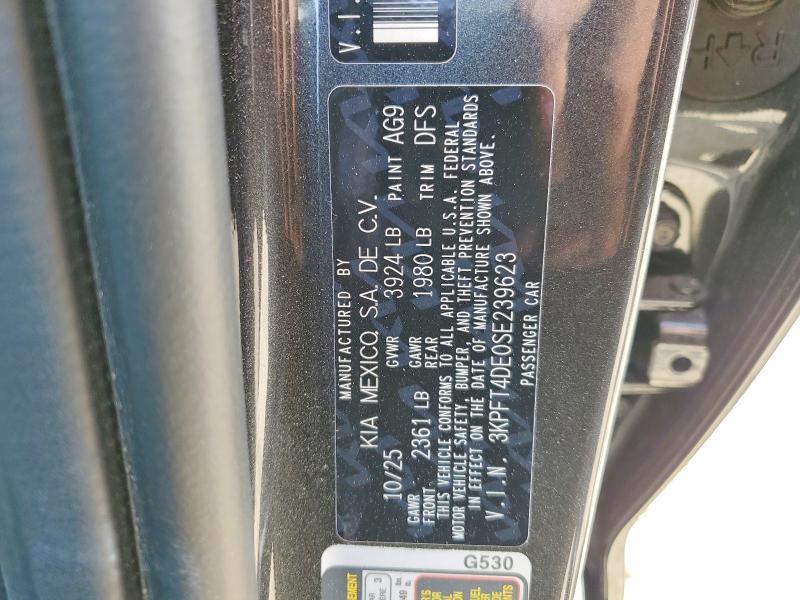 V.I.
MANUFACTURED BY
KIA MEXICO, S.A. DE C.V.
10/25 GVWR 3924 LB PAINT AG9
GAWR FRONT 2361 LB GAWR REAR 1980 LB TRIM DFS
THIS VEHICLE CONFORMS TO ALL APPLICABLE U.S.A. FEDERAL
MOTOR VEHICLE SAFETY, BUMPER, AND THEFT PREVENTION STANDARDS
IN EFFECT ON THE DATE OF MANUFACTURE SHOWN ABOVE.
V.I.N. 3KPFT4DE0SE239623
PASSENGER CAR
G530